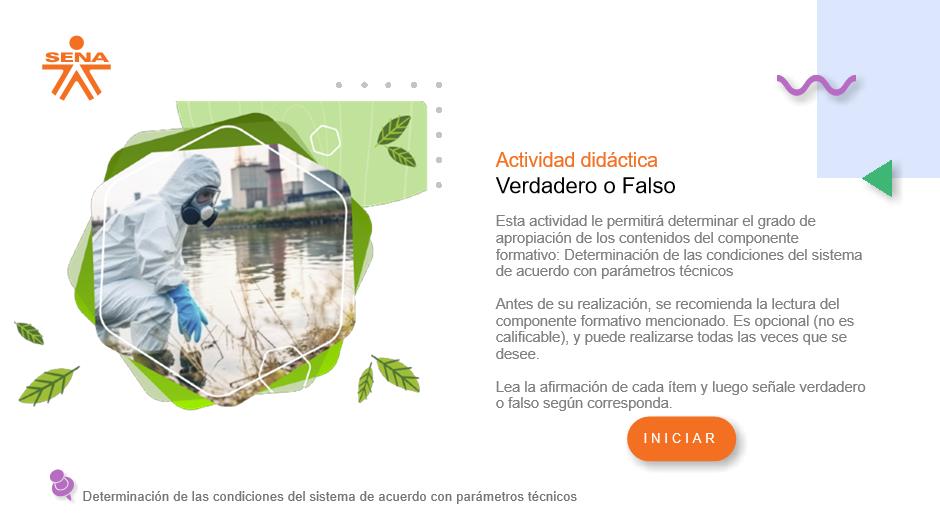 SENA
Actividad didáctica
Verdadero o Falso
Esta actividad le permitirá determinar el grado de
apropiación de los contenidos del componente
formativo: Determinación de las condiciones del sistema
de acuerdo con parámetros técnicos
Antes de su realización, se recomienda la lectura del
componente formativo mencionado. Es opcional (no es
calificable), y puede realizarse todas las veces que se
desee.
Lea la afirmación de cada ítem y luego señale verdadero
o falso según corresponda.
INICIAR
Determinación de las condiciones del sistema de acuerdo con parámetros técnicos